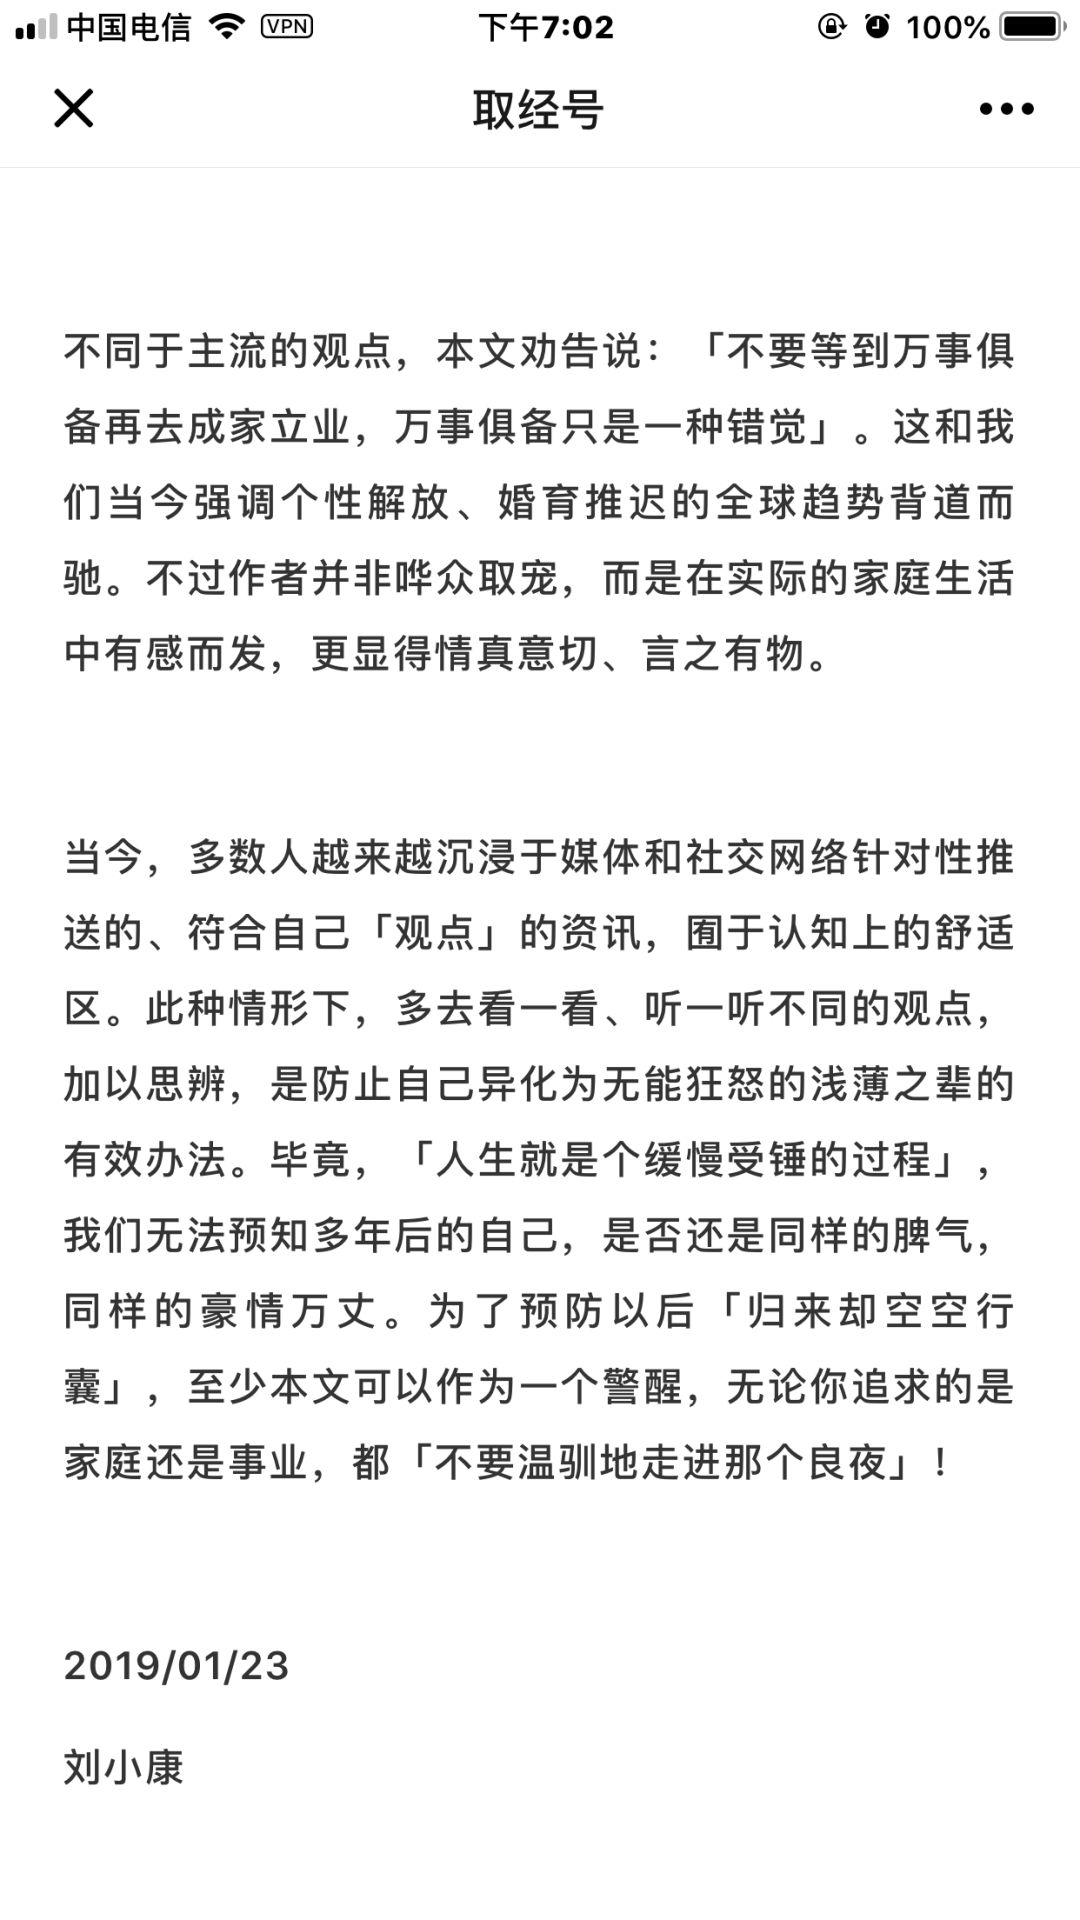 中国电信 VPN 下午7:02 100%
取经号
不同于主流的观点，本文劝告说：「不要等到万事俱
备再去成家立业，万事俱备只是一种错觉」。这和我
们当今强调个性解放、婚育推迟的全球趋势背道而
驰。不过作者并非哗众取宠，而是在实际的家庭生活
中有感而发，更显得情真意切、言之有物。
当今，多数人越来越沉浸于媒体和社交网络针对性推
送的、符合自己「观点」的资讯，囿于认知上的舒适
区。此种情形下，多去看一看、听一听不同的观点，
加以思辨，是防止自己异化为无能狂怒的浅薄之辈的
有效办法。毕竟，「人生就是个缓慢受锤的过程」，
我们无法预知多年后的自己，是否还是同样的脾气，
同样的豪情万丈。为了预防以后「归来却空空行
囊」，至少本文可以作为一个警醒，无论你追求的是
家庭还是事业，都「不要温驯地走进那个良夜」！
2019/01/23
刘小康